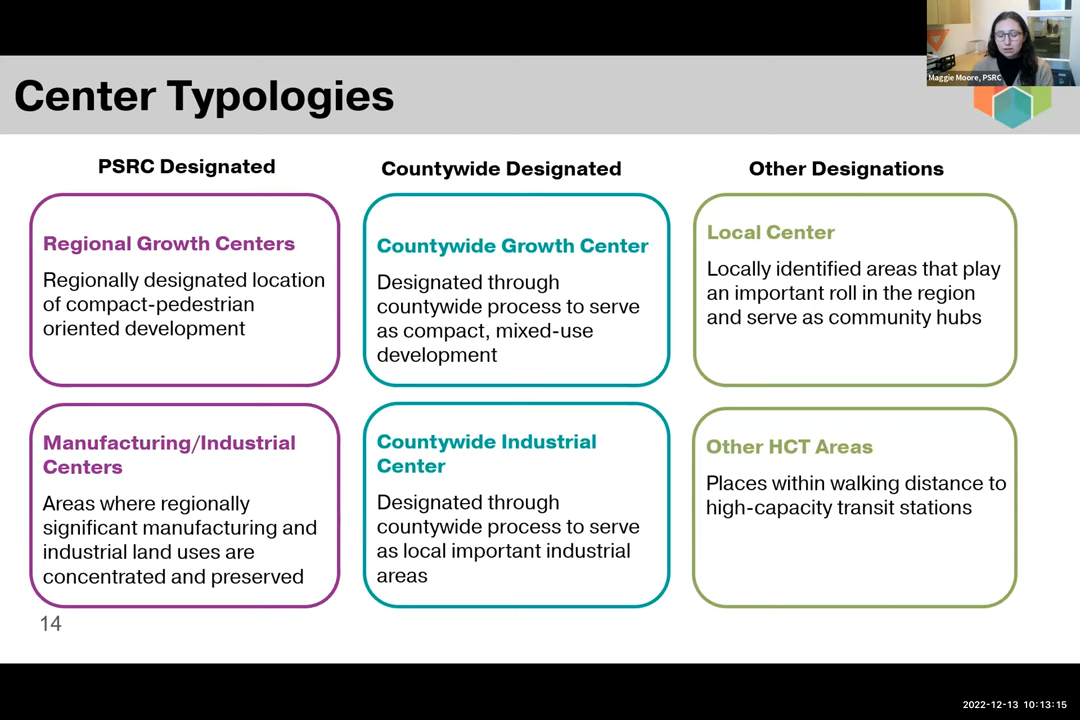 Maggie Moore, PSRC
Center Typologies
PSRC Designated
Countywide Designated
Other Designations
Regional Growth Centers
Regionally designated location
of compact-pedestrian
oriented development
Countywide Growth Center
Designated through
countywide process to serve
as compact, mixed-use
development
Local Center
Locally identified areas that play
an important roll in the region
and serve as community hubs
Manufacturing/Industrial
Centers
Areas where regionally
significant manufacturing and
industrial land uses are
concentrated and preserved
Countywide Industrial
Center
Designated through
countywide process to serve
as local important industrial
areas
Other HCT Areas
Places within walking distance to
high-capacity transit stations
14
2022-12-13 10:13:15